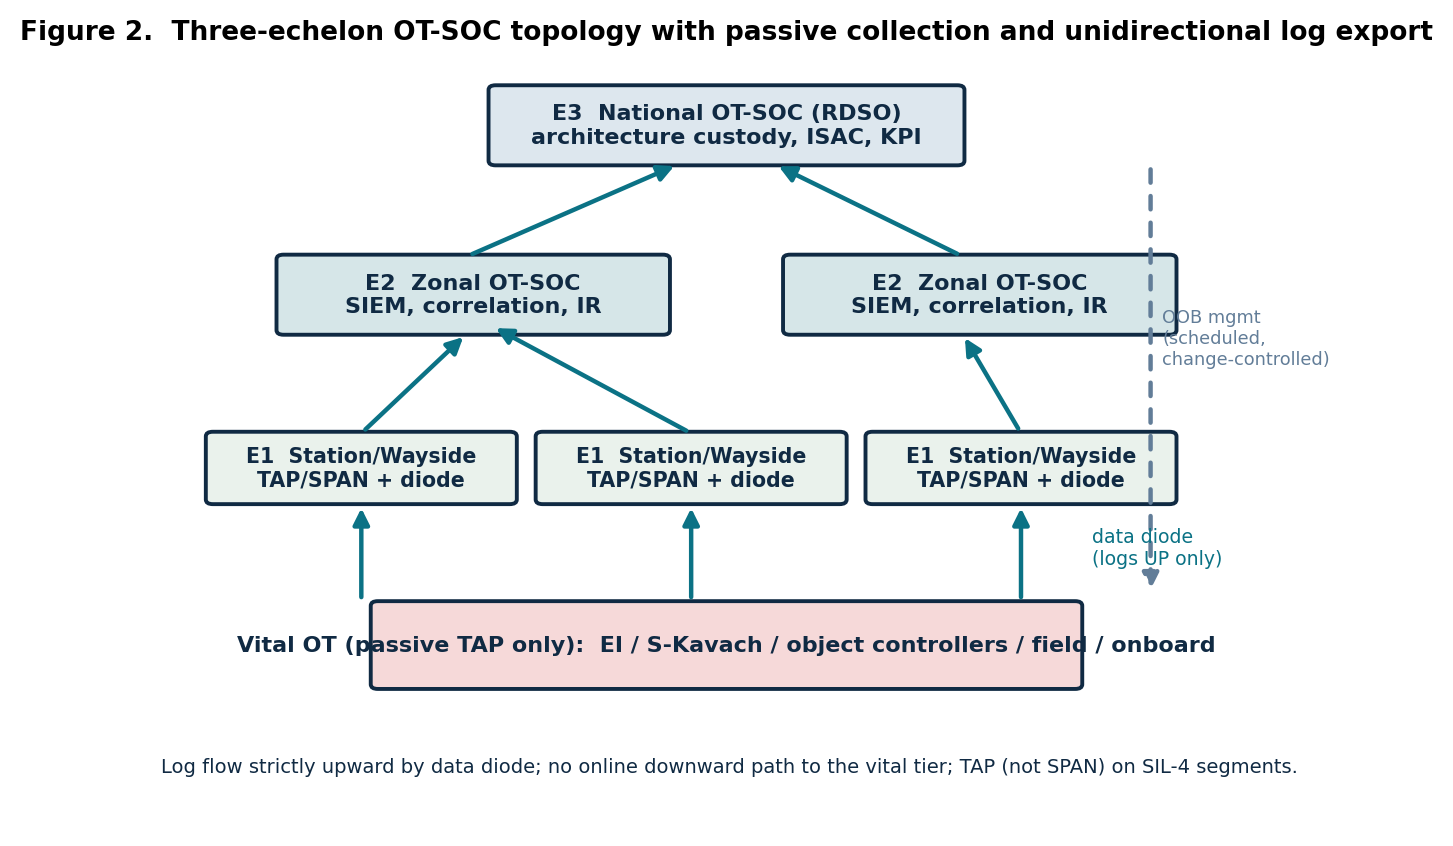 Figure 2.  Three-echelon OT-SOC topology with passive collection and unidirectional log export
E3  National OT-SOC (RDSO)
architecture custody, ISAC, KPI
E2  Zonal OT-SOC
SIEM, correlation, IR
E2  Zonal OT-SOC
SIEM, correlation, IR
OOB mgmt
(scheduled,
change-controlled)
E1  Station/Wayside
TAP/SPAN + diode
E1  Station/Wayside
TAP/SPAN + diode
E1  Station/Wayside
TAP/SPAN + diode
data diode
(logs UP only)
Vital OT (passive TAP only):  EI / S-Kavach / object controllers / field / onboard
Log flow strictly upward by data diode; no online downward path to the vital tier; TAP (not SPAN) on SIL-4 segments.